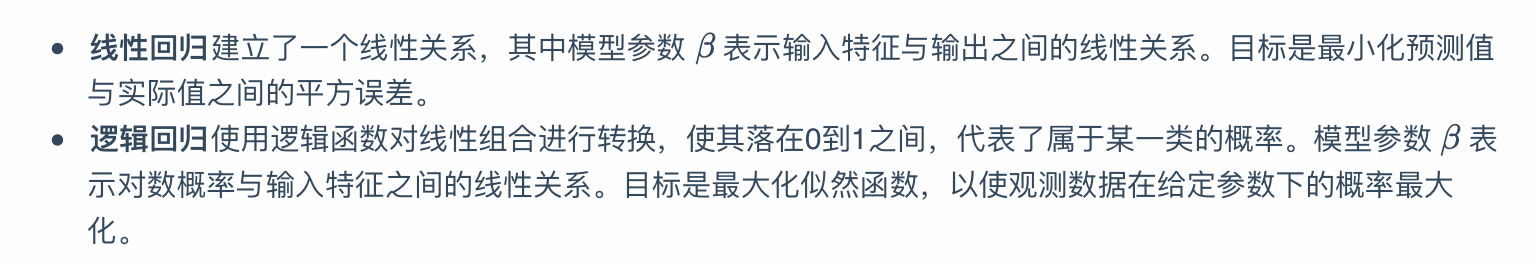 • 线性回归建立了一个线性关系，其中模型参数 β 表示输入特征与输出之间的线性关系。目标是最小化预测值
与实际值之间的平方误差。
• 逻辑回归使用逻辑函数对线性组合进行转换，使其落在0到1之间，代表了属于某一类的概率。模型参数 β 表
示对数概率与输入特征之间的线性关系。目标是最大化似然函数，以使观测数据在给定参数下的概率最大
化。